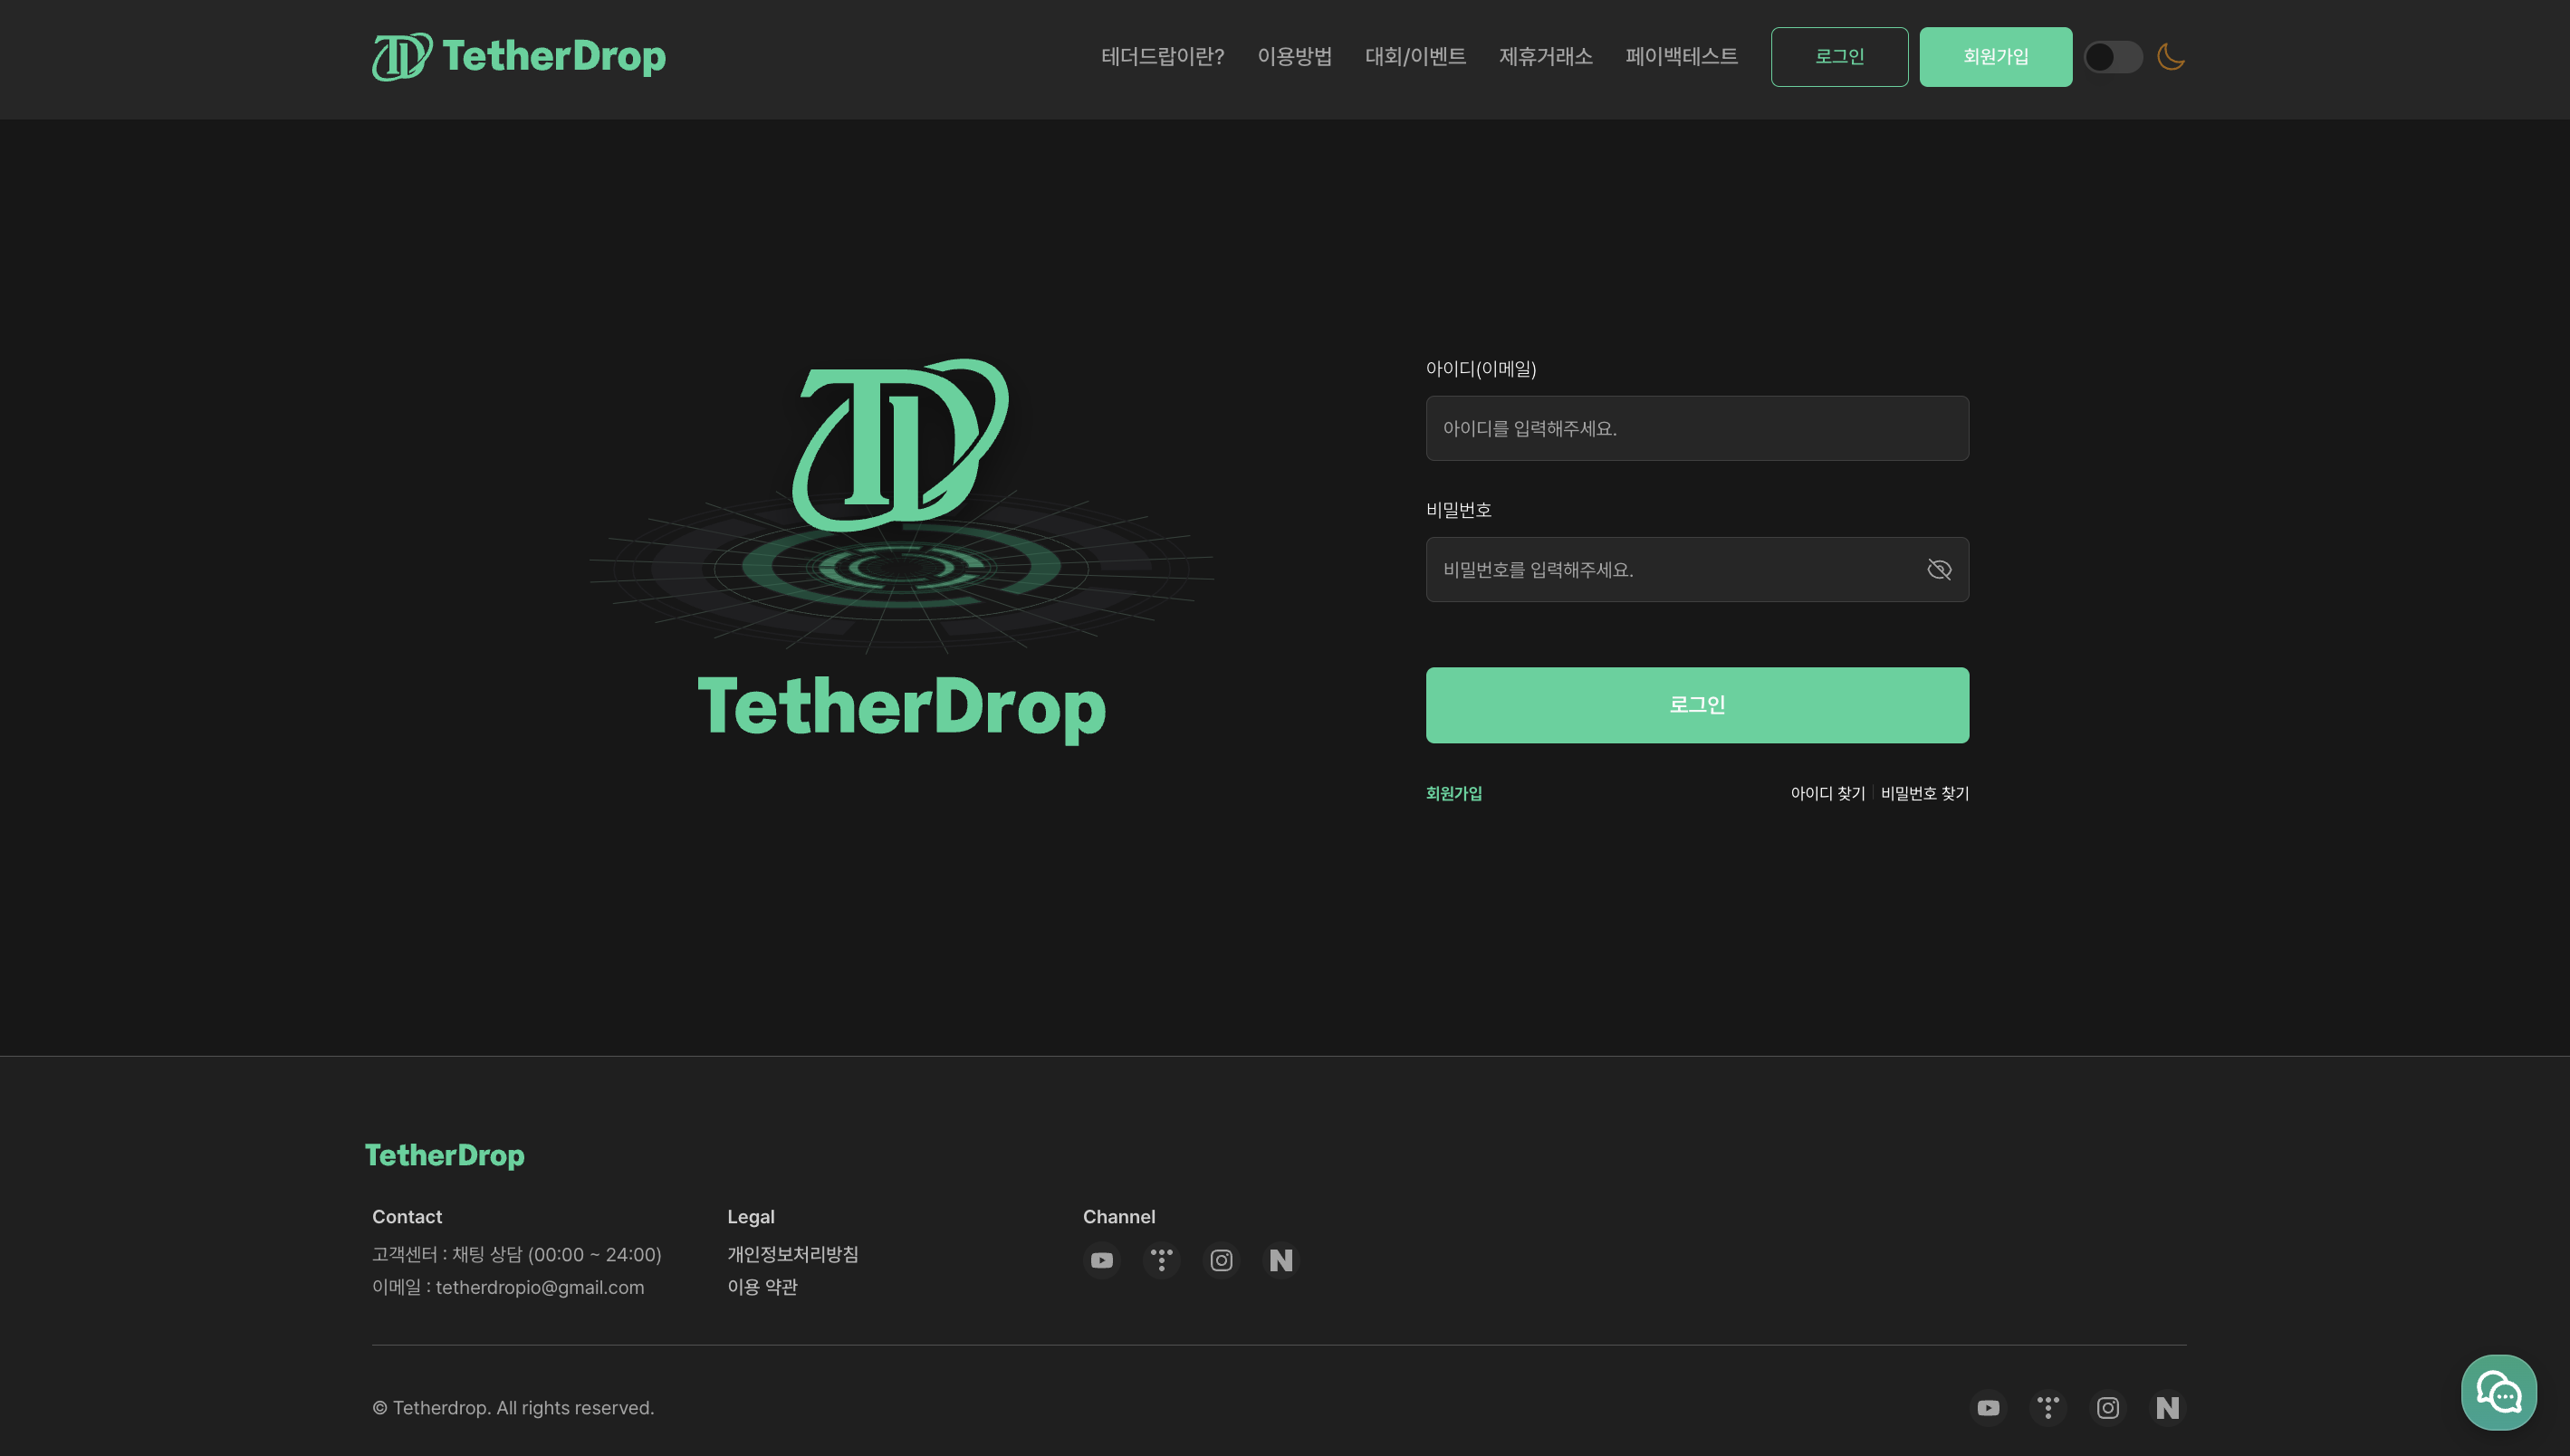 TetherDrop
테더드랍이란? 이용방법 대회/이벤트 제휴거래소 페이백테스트 로그인 회원가입
TetherDrop
아이디(이메일)
아이디를 입력해주세요.
비밀번호
비밀번호를 입력해주세요.
로그인
회원가입 아이디 찾기 비밀번호 찾기
TetherDrop
Contact
고객센터 : 채팅 상담 (00:00 ~ 24:00)
이메일 : tetherdropio@gmail.com
Legal
개인정보처리방침
이용 약관
Channel
© Tetherdrop. All rights reserved.